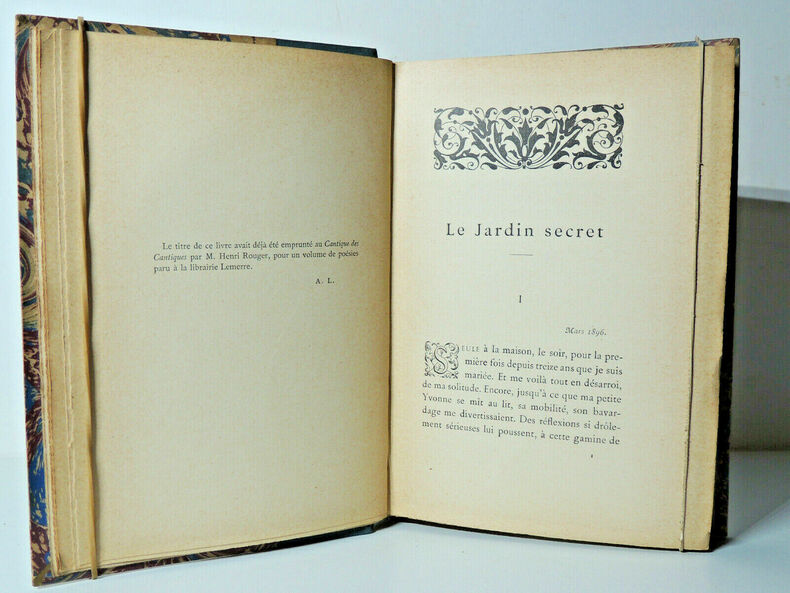 Le titre de ce livre avait déjà été emprunté au Cantique des
Cantiques par M. Henri Rouger, pour un volume de poésies
paru à la librairie Lemerre.
A. L.
Le Jardin secret
I
Mars 1896.
SEULE à la maison, le soir, pour la pre-
mière fois depuis treize ans que je suis
mariée. Et me voilà tout en désarroi,
de ma solitude. Encore, jusqu'à ce que ma petite
Yvonne se mit au lit, sa mobilité, son bavar-
dage me divertissaient. Des réflexions si drôle-
ment sérieuses lui poussent, à cette gamine de
1